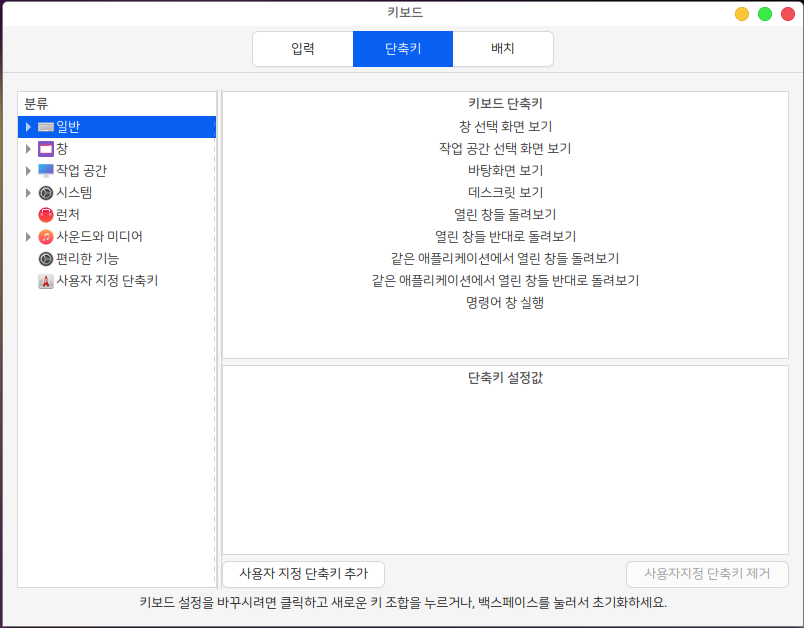 키보드
입력
단축키
배치
분류
일반
창
작업 공간
시스템
런처
사운드와 미디어
편리한 기능
사용자 지정 단축키
키보드 단축키
창 선택 화면 보기
작업 공간 선택 화면 보기
바탕화면 보기
데스크릿 보기
열린 창들 돌려보기
열린 창들 반대로 돌려보기
같은 애플리케이션에서 열린 창들 돌려보기
같은 애플리케이션에서 열린 창들 반대로 돌려보기
명령어 창 실행
단축키 설정값
사용자 지정 단축키 추가
사용자지정 단축키 제거
키보드 설정을 바꾸시려면 클릭하고 새로운 키 조합을 누르거나, 백스페이스를 눌러서 초기화하세요.